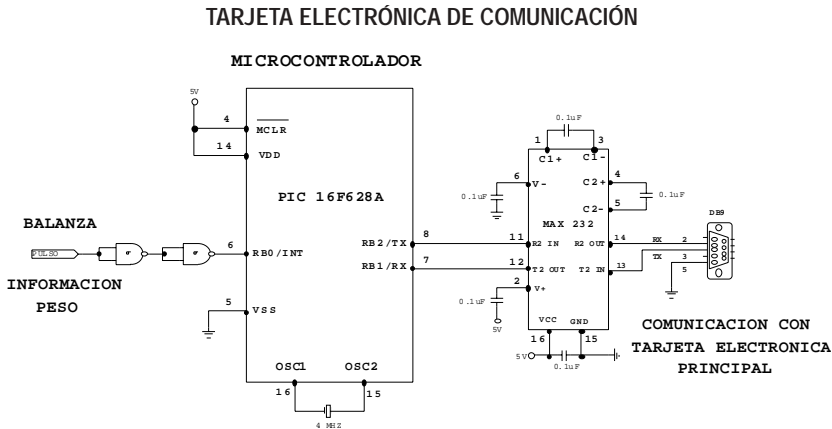 TARJETA ELECTRÓNICA DE COMUNICACIÓN
MICROCONTROLADOR
5V
4
MCLR
14
VDD
PIC 16F628A
BALANZA
PULSO
6
RB0/INT
INFORMACION
PESO
5
VSS
RB2/TX
8
RB1/RX
7
OSC1
OSC2
16
15
4 MHZ
0.1uF
1
3
C1+
C1-
6
V-
0.1uF
C2+
4
0.1uF
C2-
5
MAX 232
11
R2 IN
R2 OUT
14
RX
2
DB9
12
T2 OUT
T2 IN
13
TX
3
5
2
V+
0.1uF
5V
VCC
GND
16
15
5V
0.1uF
COMUNICACION CON
TARJETA ELECTRONICA
PRINCIPAL